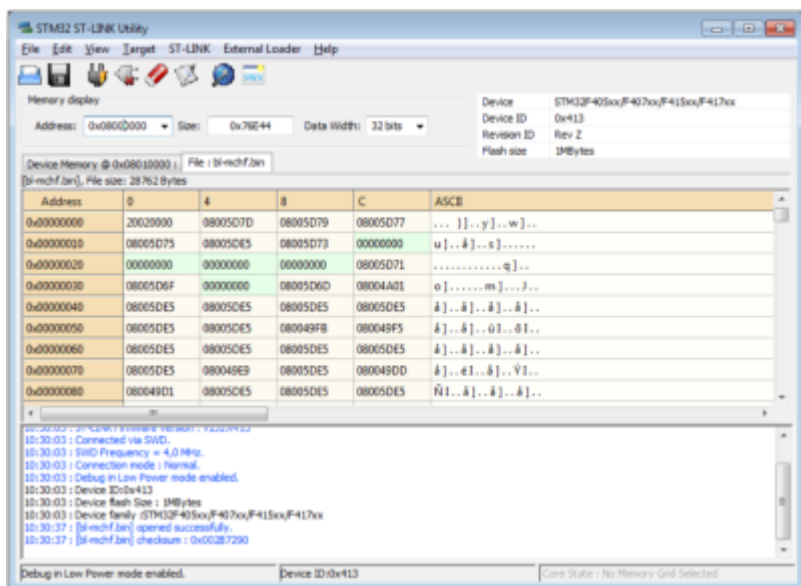 STM32 ST-LINK Utility
File Edit View Target ST-LINK External Loader Help
Memory display
Address: 0x08000000 Size: 0x76E44 Data Width: 32 bits
Device STM32F405xx/F407xx/F415xx/F417xx
Device ID 0x413
Revision ID Rev Z
Flash size 1MBytes
Device Memory @ 0x08010000 : File : bl-mchf.bin
[bl-mchf.bin], File size: 28762 Bytes
Address 0 4 8 C ASCII
0x00000000 20020000 08005D7D 08005D79 08005D77 ... }]..y]..w]..
0x00000010 08005D75 08005DE5 08005D73 00000000 u]..å]..s]......
0x00000020 00000000 00000000 00000000 08005D71 ............q]..
0x00000030 08005D6F 00000000 08005D6D 08004A01 o]......m]...J..
0x00000040 08005DE5 08005DE5 08005DE5 08005DE5 å]..å]..å]..å]..
0x00000050 08005DE5 08005DE5 080049FB 080049F5 å]..å]..ûI..õI..
0x00000060 08005DE5 08005DE5 08005DE5 08005DE5 å]..å]..å]..å]..
0x00000070 08005DE5 080049E9 08005DE5 080049DD å]..éI..å]..ÝI..
0x00000080 080049D1 08005DE5 08005DE5 08005DE5 ÑI..å]..å]..å]..
10:30:03 : Connected via SWD.
10:30:03 : SWD Frequency = 4,0 MHz.
10:30:03 : Connection mode : Normal.
10:30:03 : Debug in Low Power mode enabled.
10:30:03 : Device ID:0x413
10:30:03 : Device flash Size : 1MBytes
10:30:03 : Device family :STM32F405xx/F407xx/F415xx/F417xx
10:30:37 : [bl-mchf.bin] opened successfully.
10:30:37 : [bl-mchf.bin] checksum : 0x002B7290
Debug in Low Power mode enabled. Device ID:0x413 Core State : No Memory Grid Selected